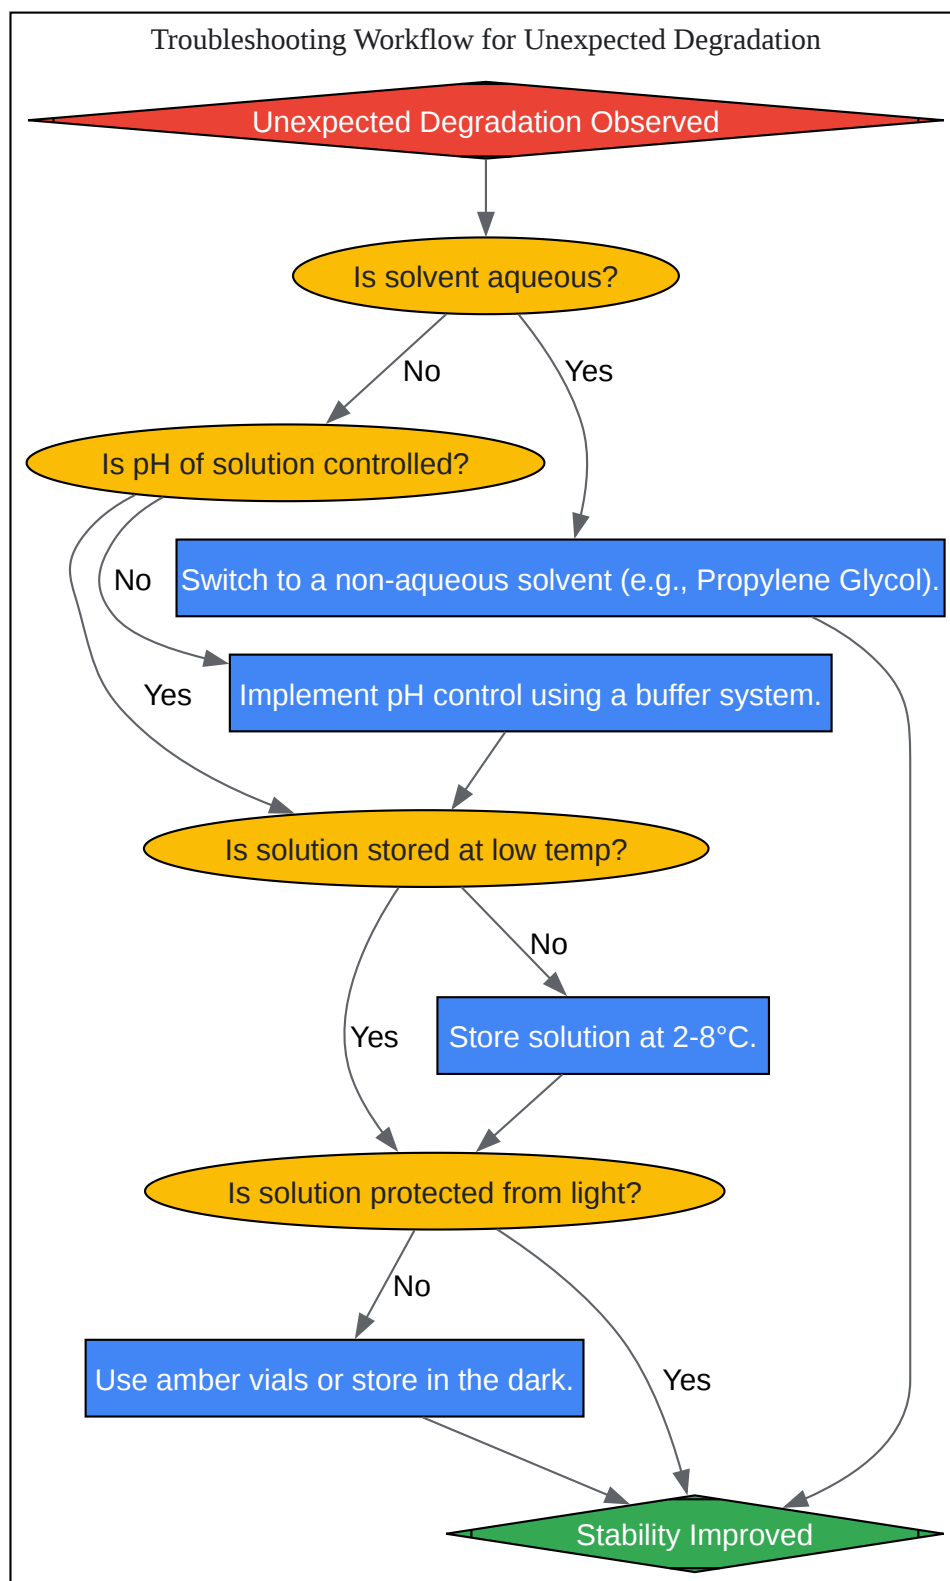 Troubleshooting Workflow for Unexpected Degradation
Unexpected Degradation Observed
Is solvent aqueous?
No
Yes
Is pH of solution controlled?
No
Switch to a non-aqueous solvent (e.g., Propylene Glycol).
Yes
Implement pH control using a buffer system.
Is solution stored at low temp?
No
Yes
Store solution at 2-8°C.
Is solution protected from light?
No
Use amber vials or store in the dark.
Yes
Stability Improved